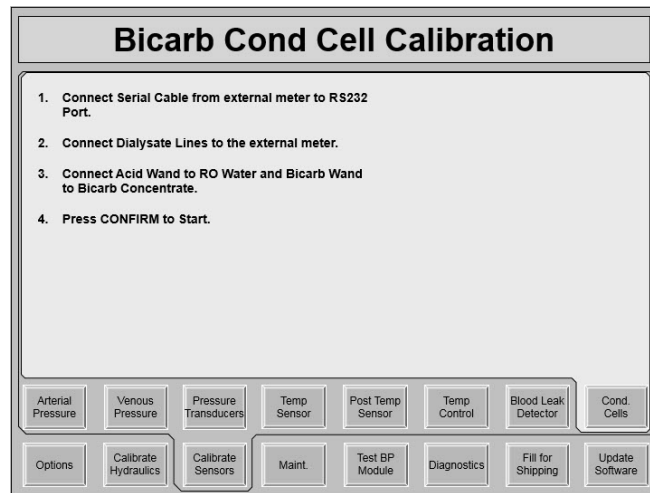 Bicarb Cond Cell Calibration
1. Connect Serial Cable from external meter to RS232
Port.
2. Connect Dialysate Lines to the external meter.
3. Connect Acid Wand to RO Water and Bicarb Wand
to Bicarb Concentrate.
4. Press CONFIRM to Start.
Arterial
Pressure
Venous
Pressure
Pressure
Transducers
Temp
Sensor
Post Temp
Sensor
Temp
Control
Blood Leak
Detector
Cond.
Cells
Options
Calibrate
Hydraulics
Calibrate
Sensors
Maint.
Test BP
Module
Diagnostics
Fill for
Shipping
Update
Software